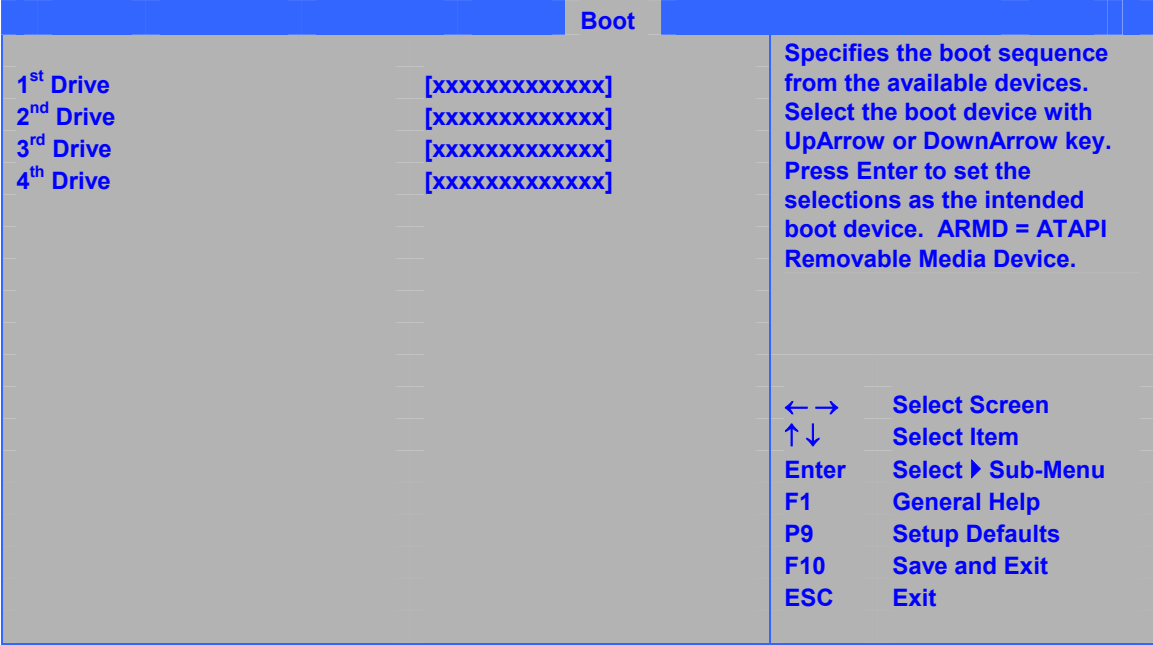 Boot
1st Drive [xxxxxxxxxxxxx]
2nd Drive [xxxxxxxxxxxxx]
3rd Drive [xxxxxxxxxxxxx]
4th Drive [xxxxxxxxxxxxx]
Specifies the boot sequence
from the available devices.
Select the boot device with
UpArrow or DownArrow key.
Press Enter to set the
selections as the intended
boot device.  ARMD = ATAPI
Removable Media Device.
← → Select Screen
↑↓ Select Item
Enter Select ▶ Sub-Menu
F1 General Help
P9 Setup Defaults
F10 Save and Exit
ESC Exit